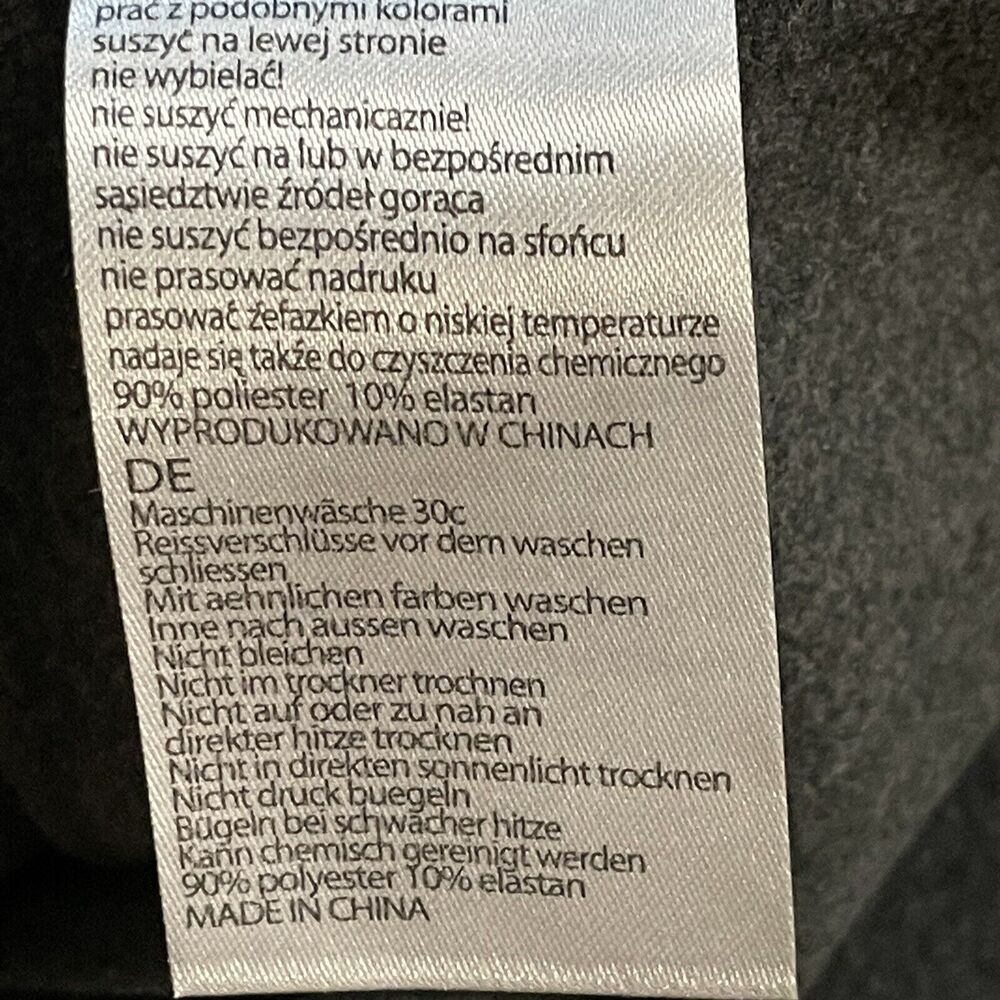 prać z podobnymi kolorami
suszyć na lewej stronie
nie wybielać!
nie suszyć mechanicaznie!
nie suszyć na lub w bezpośrednim
sąsiedztwie źródeł gorąca
nie suszyć bezpośrednio na sfońcu
nie prasować nadruku
prasować żefazkiem o niskiej temperaturze
nadaje się także do czyszczenia chemicznego
90% poliester 10% elastan
WYPRODUKOWANO W CHINACH
DE
Maschinenwäsche 30c
Reissverschlüsse vor dem waschen
schliessen
Mit aehnlichen farben waschen
Inne nach aussen waschen
Nicht bleichen
Nicht im trockner trochnen
Nicht auf oder zu nah an
direkter hitze trocknen
Nicht in direkten sonnenlicht trocknen
Nicht druck buegeln
Bügeln bei schwacher hitze
Kann chemisch gereinigt werden
90% polyester 10% elastan
MADE IN CHINA